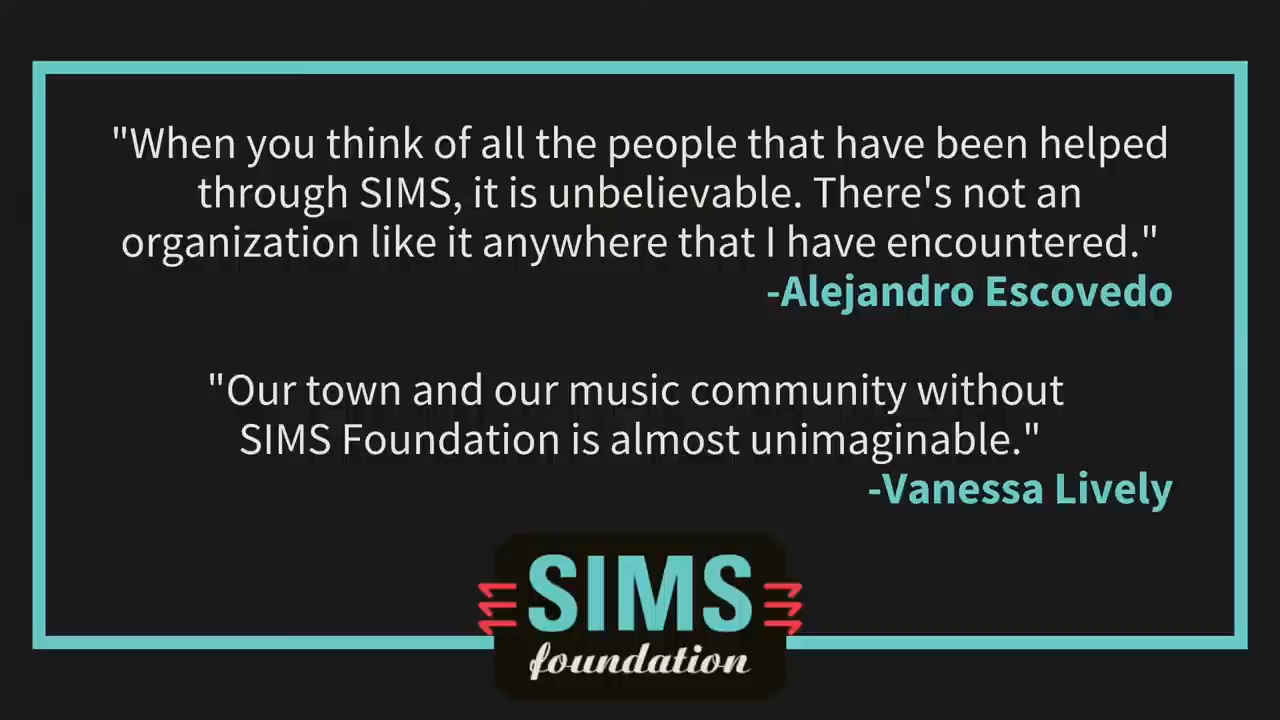 "When you think of all the people that have been helped
through SIMS, it is unbelievable. There's not an
organization like it anywhere that I have encountered."
-Alejandro Escovedo
"Our town and our music community without
SIMS Foundation is almost unimaginable."
-Vanessa Lively
SIMS
foundation